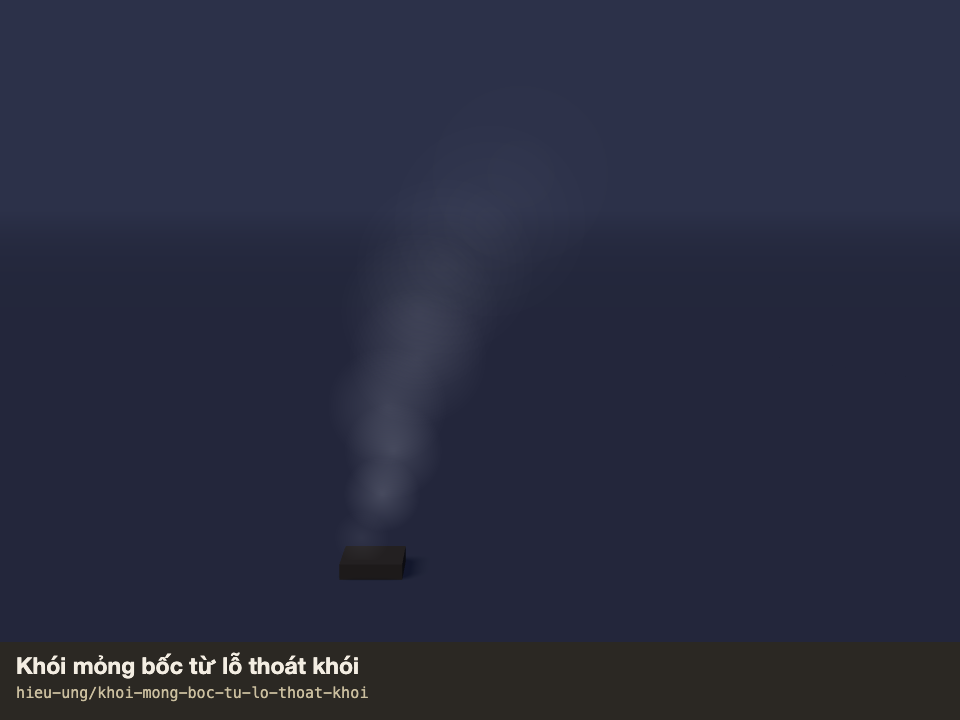 Khói mỏng bốc từ lỗ thoát khói
hieu-ung/khoi-mong-boc-tu-lo-thoat-khoi